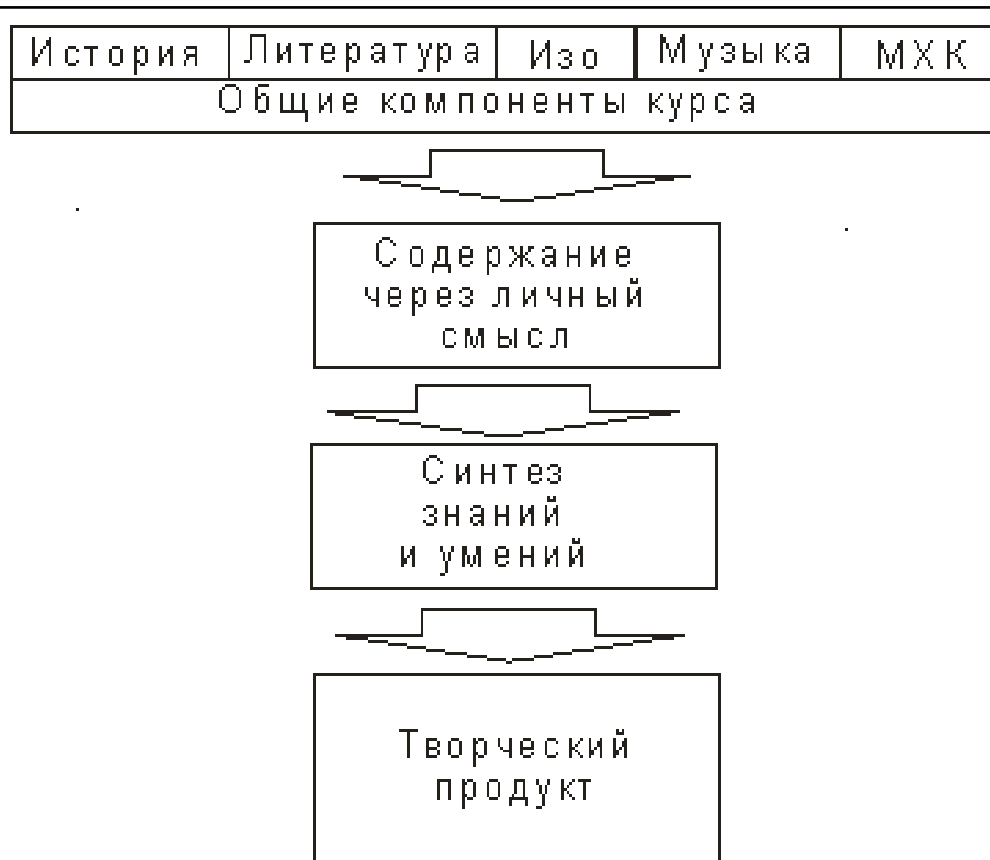 История Литература Изо Музыка МХК
Общие компоненты курса
Содержание
через личный
смысл
Синтез
знаний
и умений
Творческий
продукт